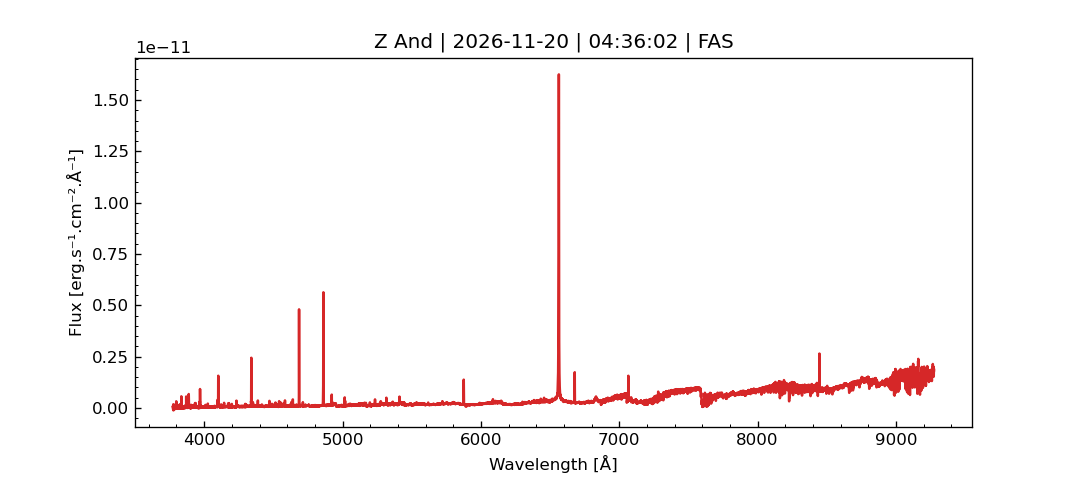 Z And | 2026-11-20 | 04:36:02 | FAS
1e−11
1.50
1.25
1.00
0.75
0.50
0.25
0.00
Flux [erg.s⁻¹.cm⁻².Å⁻¹]
4000 5000 6000 7000 8000 9000
Wavelength [Å]